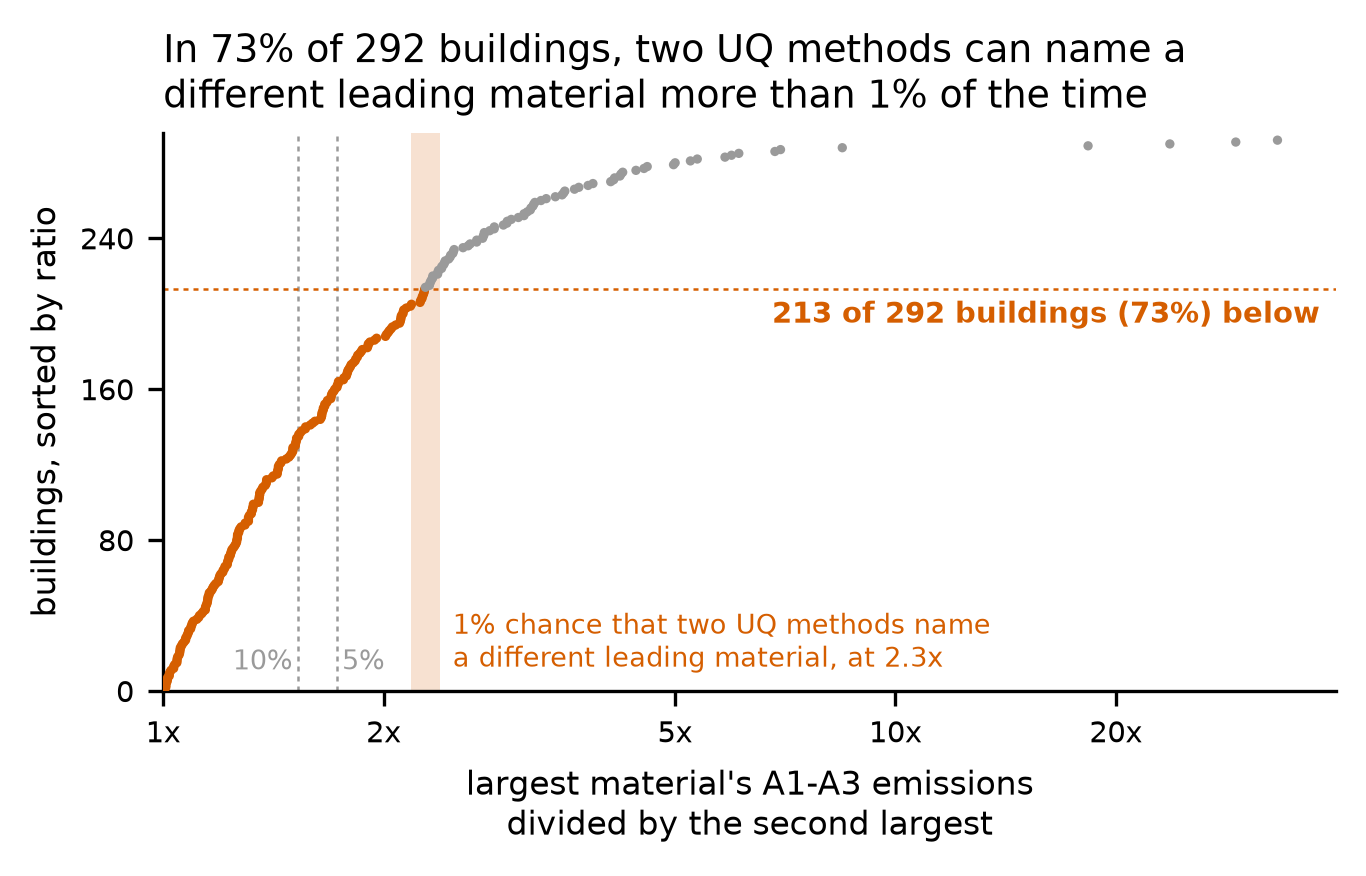 In 73% of 292 buildings, two UQ methods can name a
different leading material more than 1% of the time
buildings, sorted by ratio
240
160
80
0
213 of 292 buildings (73%) below
10%
5%
1% chance that two UQ methods name
a different leading material, at 2.3x
1x
2x
5x
10x
20x
largest material's A1-A3 emissions
divided by the second largest